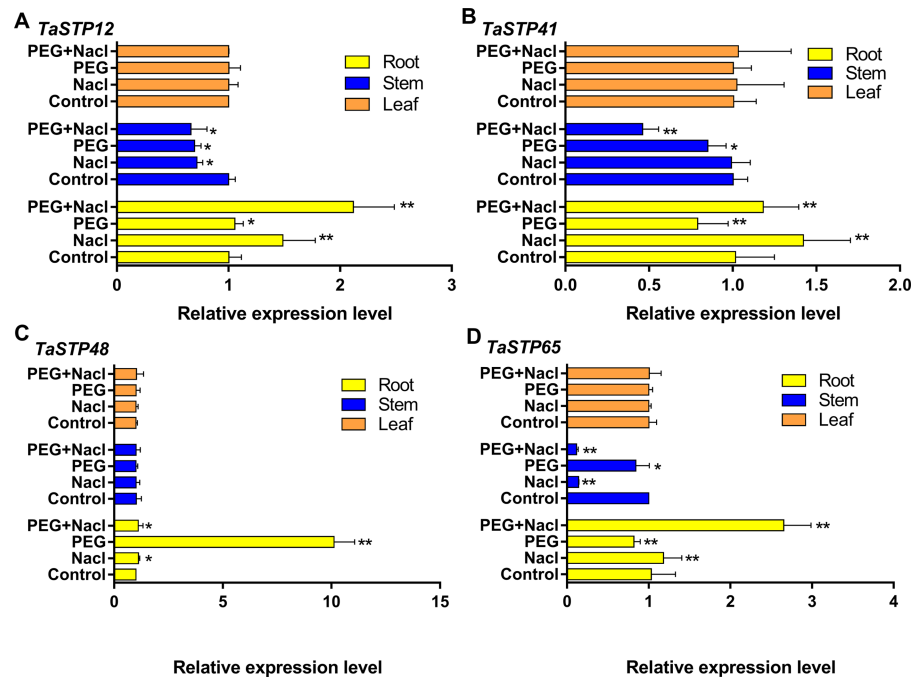 A
TaSTP12
PEG+Nacl
PEG
Nacl
Control
PEG+Nacl *
PEG *
Nacl *
Control
PEG+Nacl **
PEG *
Nacl **
Control
0 1 2 3
Relative expression level
Root
Stem
Leaf
B
TaSTP41
PEG+Nacl
PEG
Nacl
Control
PEG+Nacl **
PEG *
Nacl
Control
PEG+Nacl **
PEG **
Nacl **
Control
0.0 0.5 1.0 1.5 2.0
Relative expression level
Root
Stem
Leaf
C
TaSTP48
PEG+Nacl
PEG
Nacl
Control
PEG+Nacl
PEG
Nacl
Control
PEG+Nacl *
PEG **
Nacl *
Control
0 5 10 15
Relative expression level
Root
Stem
Leaf
D
TaSTP65
PEG+Nacl
PEG
Nacl
Control
PEG+Nacl **
PEG *
Nacl **
Control
PEG+Nacl **
PEG **
Nacl **
Control
0 1 2 3 4
Relative expression level
Root
Stem
Leaf